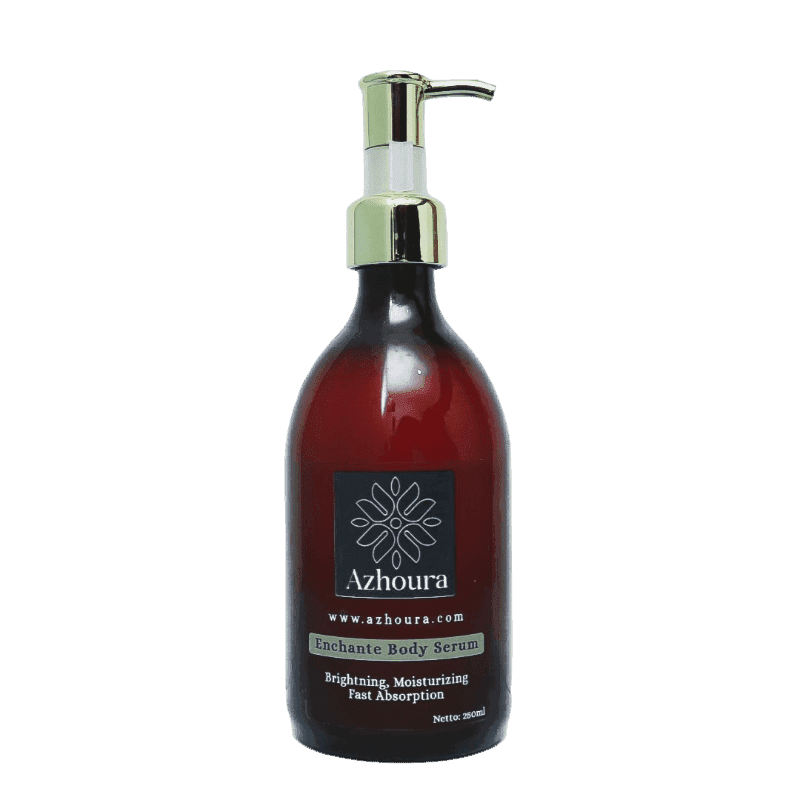 Azhoura
www.azhoura.com
Enchante Body Serum
Brightning, Moisturizing
Fast Absorption
Netto: 250ml